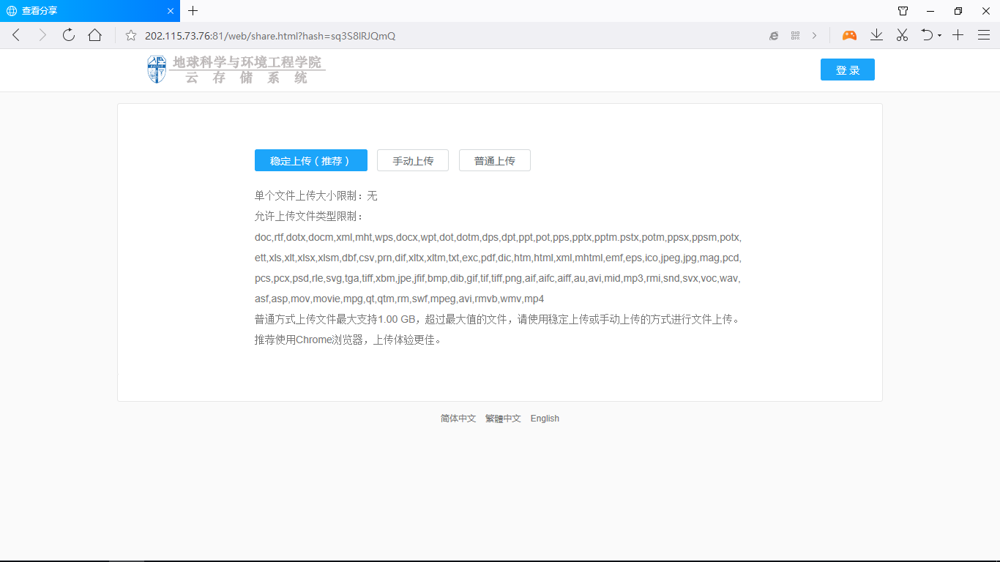 查看分享
202.115.73.76:81/web/share.html?hash=sq3S8lRJQmQ
地球科学与环境工程学院
云存储系统
登 录
稳定上传（推荐）
手动上传
普通上传
单个文件上传大小限制：无
允许上传文件类型限制：
doc,rtf,dotx,docm,xml,mht,wps,docx,wpt,dot,dotm,dps,dpt,ppt,pot,pps,pptx,pptm.pstx,potm,ppsx,ppsm,potx,
ett,xls,xlt,xlsx,xlsm,dbf,csv,prn,dif,xltx,xltm,txt,exc,pdf,dic,htm,html,xml,mhtml,emf,eps,ico,jpeg,jpg,mag,pcd,
pcs,pcx,psd,rle,svg,tga,tiff,xbm,jpe,jfif,bmp,dib,gif,tif,tiff,png,aif,aifc,aiff,au,avi,mid,mp3,rmi,snd,svx,voc,wav,
asf,asp,mov,movie,mpg,qt,qtm,rm,swf,mpeg,avi,rmvb,wmv,mp4
普通方式上传文件最大支持1.00 GB，超过最大值的文件，请使用稳定上传或手动上传的方式进行文件上传。
推荐使用Chrome浏览器，上传体验更佳。
简体中文 繁體中文 English